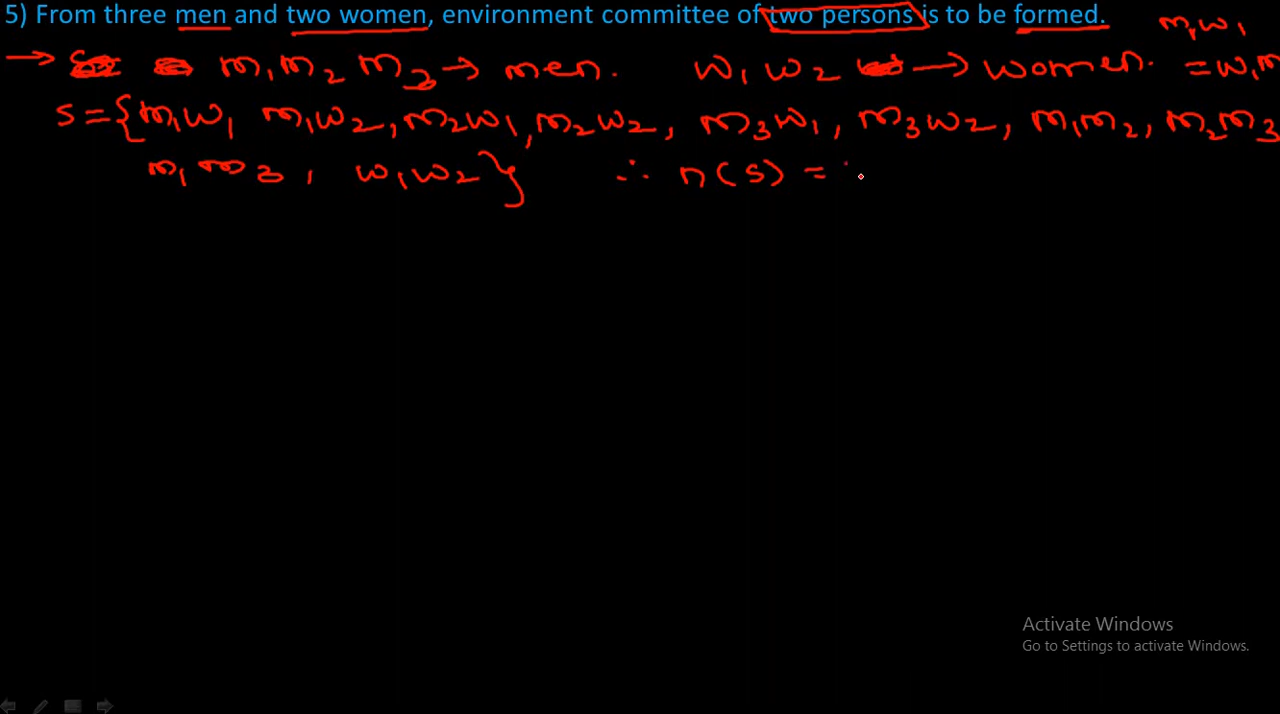 5) From three men and two women, environment committee of two persons is to be formed.
m1w1
→ m1 m2 m3 → men. w1 w2 → women. = w1m
S = {m1w1 m1w2, m2w1, m2w2, m3w1, m3w2, m1m2, m2m3
m1m3, w1w2} ∴ n(S) =
Activate Windows
Go to Settings to activate Windows.